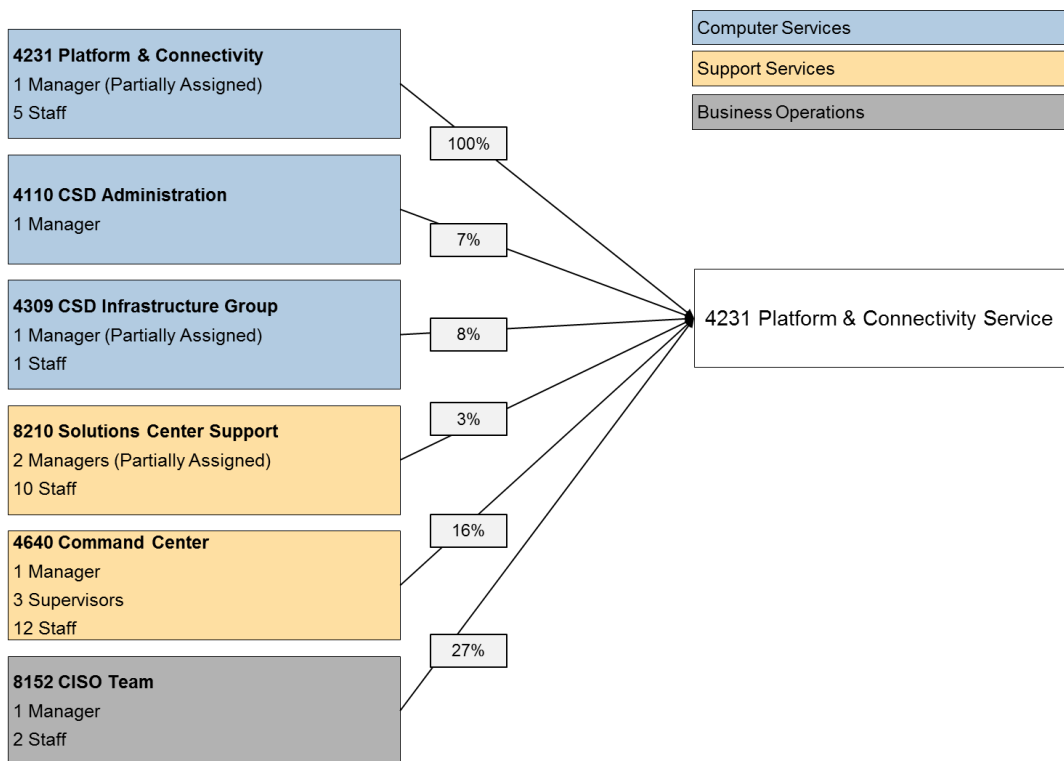 4231 Platform & Connectivity
1 Manager (Partially Assigned)
5 Staff
4110 CSD Administration
1 Manager
4309 CSD Infrastructure Group
1 Manager (Partially Assigned)
1 Staff
8210 Solutions Center Support
2 Managers (Partially Assigned)
10 Staff
4640 Command Center
1 Manager
3 Supervisors
12 Staff
8152 CISO Team
1 Manager
2 Staff
100%
7%
8%
3%
16%
27%
Computer Services
Support Services
Business Operations
4231 Platform & Connectivity Service